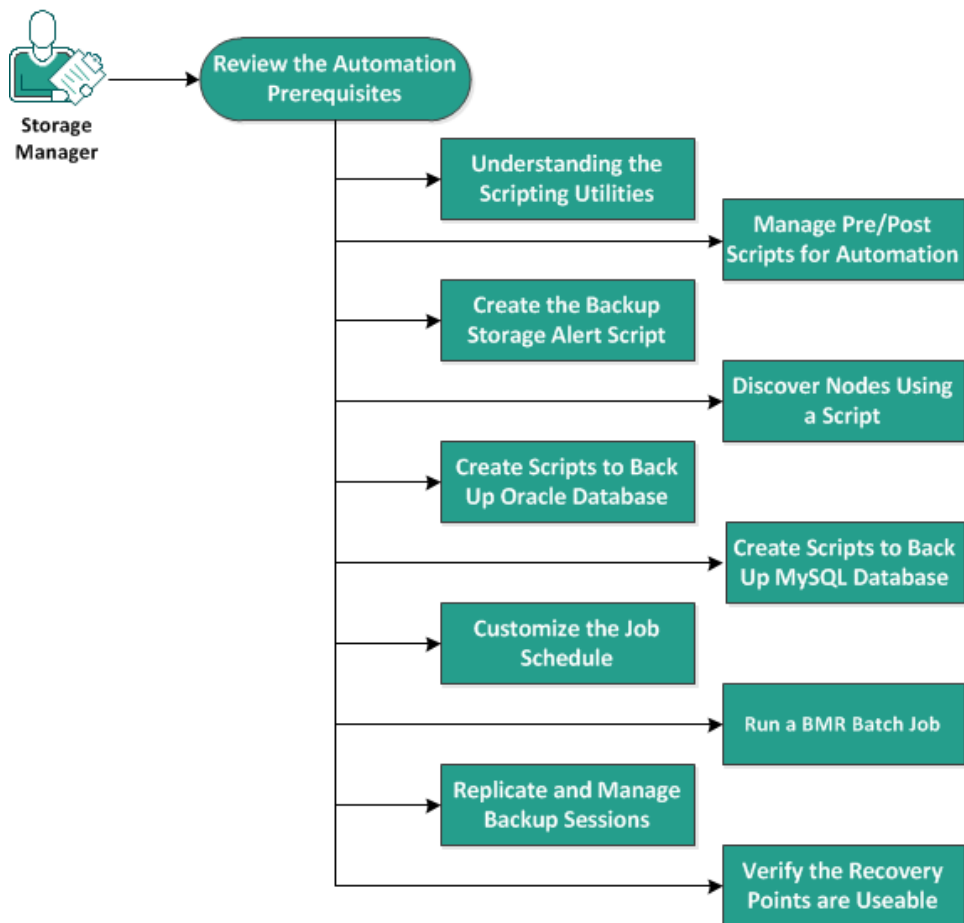 Review the Automation
Prerequisites
Storage
Manager
Understanding the
Scripting Utilities
Manage Pre/Post
Scripts for Automation
Create the Backup
Storage Alert Script
Discover Nodes Using
a Script
Create Scripts to Back
Up Oracle Database
Create Scripts to Back
Up MySQL Database
Customize the Job
Schedule
Run a BMR Batch Job
Replicate and Manage
Backup Sessions
Verify the Recovery
Points are Useable